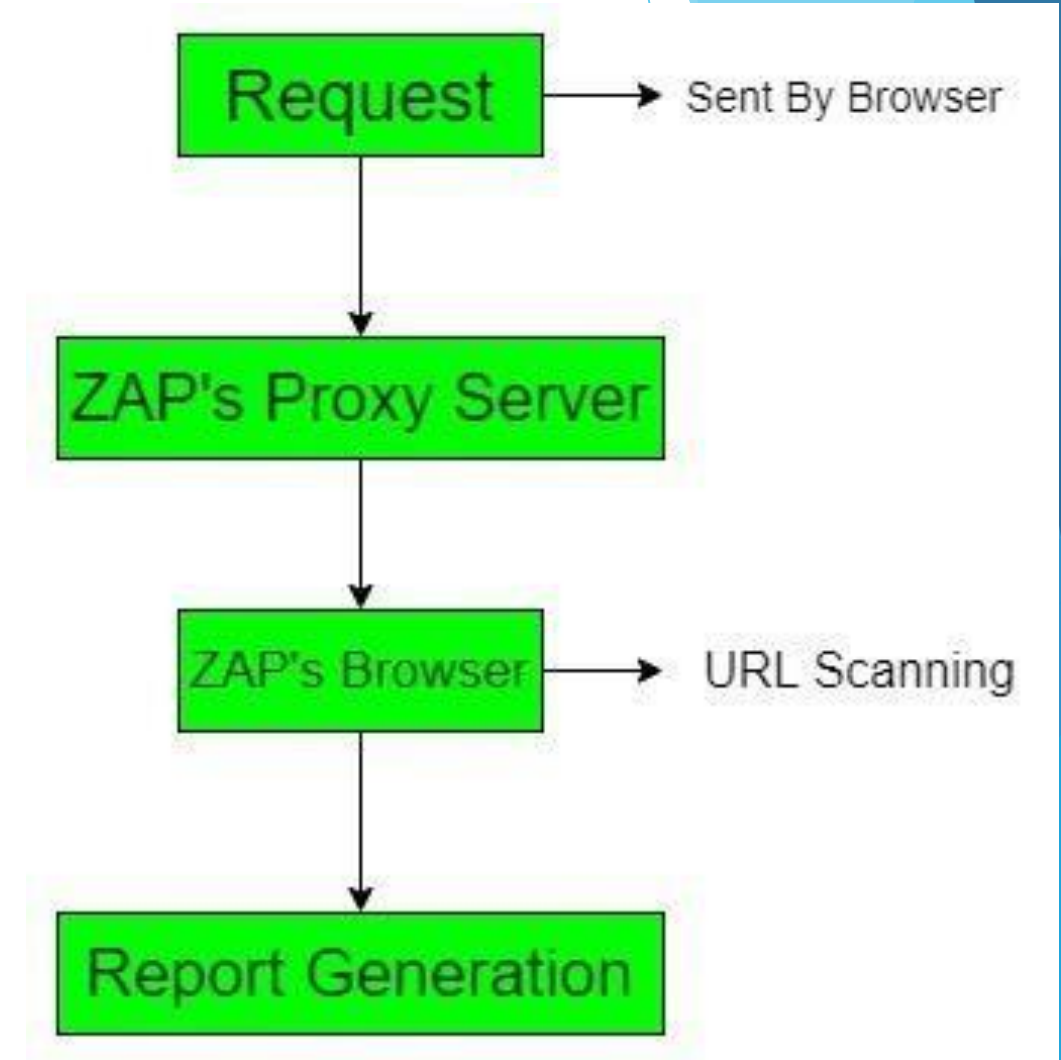 Request
Sent By Browser
ZAP's Proxy Server
ZAP's Browser
URL Scanning
Report Generation